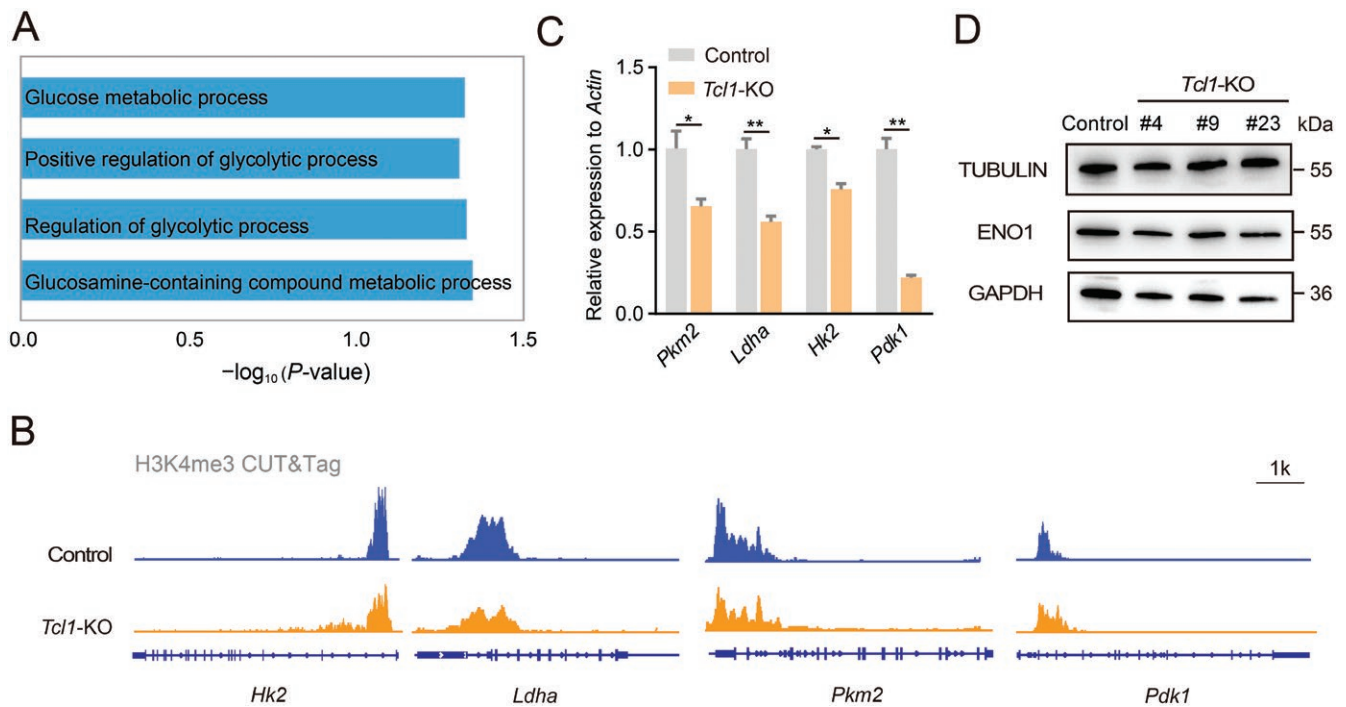 A
Glucose metabolic process
Positive regulation of glycolytic process
Regulation of glycolytic process
Glucosamine-containing compound metabolic process
0.0 0.5 1.0 1.5
−log₁₀ (P-value)
C
Control
Tcl1-KO
Relative expression to Actin
1.5
1.0
0.5
0.0
* ** * **
Pkm2 Ldha Hk2 Pdk1
D
Tcl1-KO
Control #4 #9 #23 kDa
TUBULIN 55
ENO1 55
GAPDH 36
B
H3K4me3 CUT&Tag
1k
Control
Tcl1-KO
Hk2 Ldha Pkm2 Pdk1